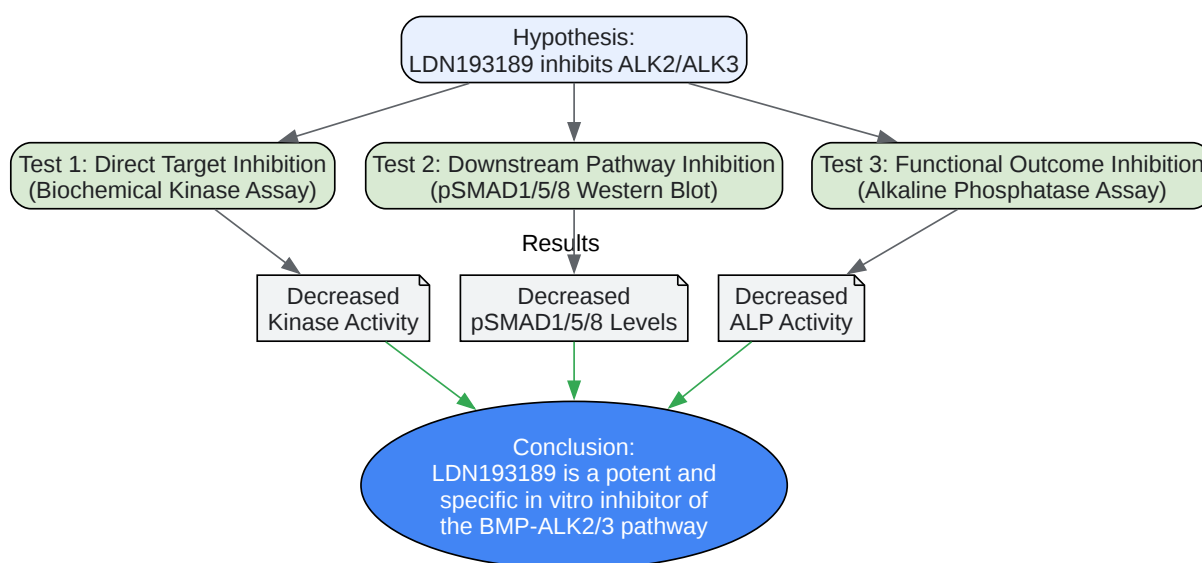 Hypothesis:
LDN193189 inhibits ALK2/ALK3
Test 1: Direct Target Inhibition
(Biochemical Kinase Assay)
Test 2: Downstream Pathway Inhibition
(pSMAD1/5/8 Western Blot)
Test 3: Functional Outcome Inhibition
(Alkaline Phosphatase Assay)
Results
Decreased
Kinase Activity
Decreased
pSMAD1/5/8 Levels
Decreased
ALP Activity
Conclusion:
LDN193189 is a potent and
specific in vitro inhibitor of
the BMP-ALK2/3 pathway